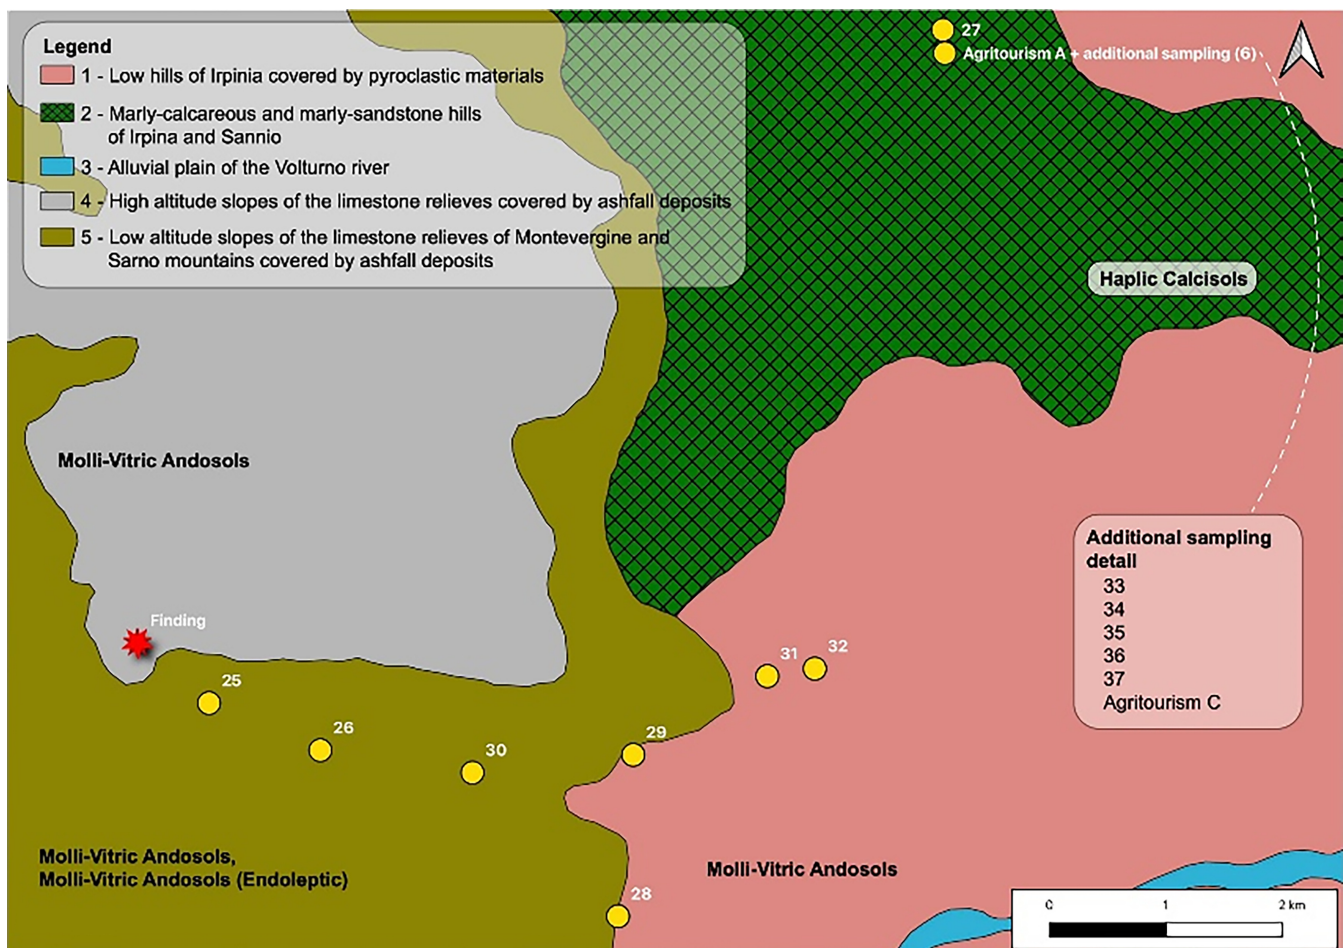 Legend
1 - Low hills of Irpinia covered by pyroclastic materials
2 - Marly-calcareous and marly-sandstone hills
of Irpina and Sannio
3 - Alluvial plain of the Volturno river
4 - High altitude slopes of the limestone relieves covered by ashfall deposits
5 - Low altitude slopes of the limestone relieves of Montevergine and
Sarno mountains covered by ashfall deposits
27
Agritourism A + additional sampling (6)
Haplic Calcisols
Molli-Vitric Andosols
Additional sampling
detail
33
34
35
36
37
Agritourism C
Finding
31
32
25
26
30
29
Molli-Vitric Andosols,
Molli-Vitric Andosols (Endoleptic)
Molli-Vitric Andosols
28
0 1 2 km